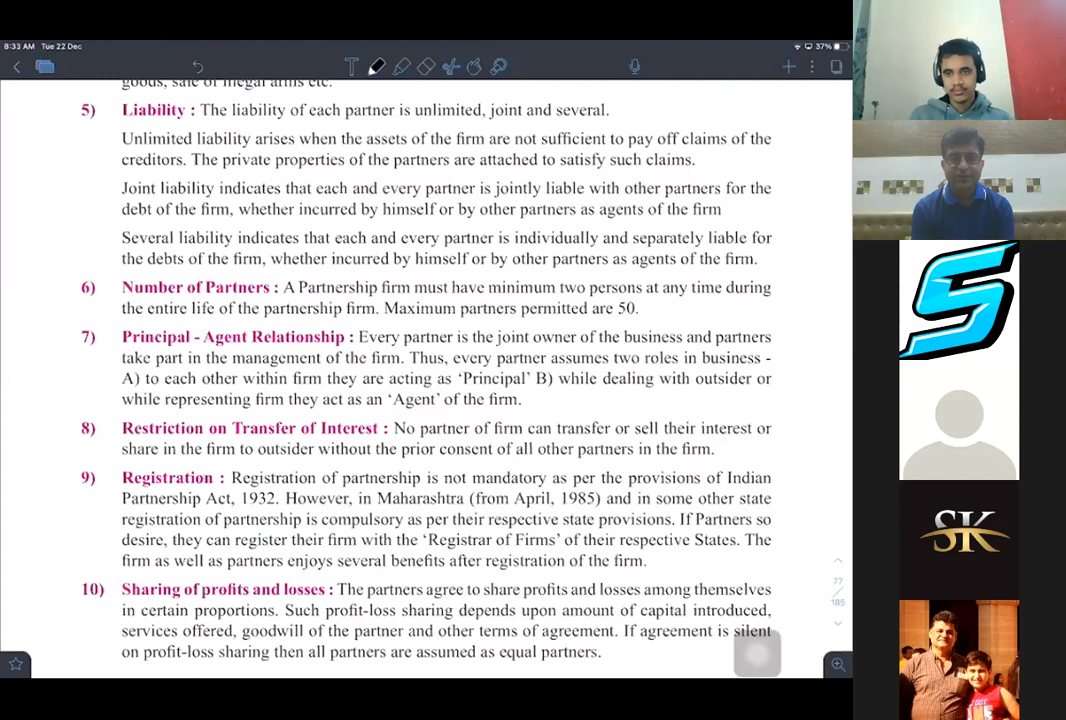 8:33 AM Tue 22 Dec
37%
goods, sale of illegal arms etc.
5) Liability : The liability of each partner is unlimited, joint and several.
Unlimited liability arises when the assets of the firm are not sufficient to pay off claims of the
creditors. The private properties of the partners are attached to satisfy such claims.
Joint liability indicates that each and every partner is jointly liable with other partners for the
debt of the firm, whether incurred by himself or by other partners as agents of the firm
Several liability indicates that each and every partner is individually and separately liable for
the debts of the firm, whether incurred by himself or by other partners as agents of the firm.
6) Number of Partners : A Partnership firm must have minimum two persons at any time during
the entire life of the partnership firm. Maximum partners permitted are 50.
7) Principal - Agent Relationship : Every partner is the joint owner of the business and partners
take part in the management of the firm. Thus, every partner assumes two roles in business -
A) to each other within firm they are acting as ‘Principal’ B) while dealing with outsider or
while representing firm they act as an ‘Agent’ of the firm.
8) Restriction on Transfer of Interest : No partner of firm can transfer or sell their interest or
share in the firm to outsider without the prior consent of all other partners in the firm.
9) Registration : Registration of partnership is not mandatory as per the provisions of Indian
Partnership Act, 1932. However, in Maharashtra (from April, 1985) and in some other state
registration of partnership is compulsory as per their respective state provisions. If Partners so
desire, they can register their firm with the ‘Registrar of Firms’ of their respective States. The
firm as well as partners enjoys several benefits after registration of the firm.
10) Sharing of profits and losses : The partners agree to share profits and losses among themselves
in certain proportions. Such profit-loss sharing depends upon amount of capital introduced,
services offered, goodwill of the partner and other terms of agreement. If agreement is silent
on profit-loss sharing then all partners are assumed as equal partners.
77
185
S
SK